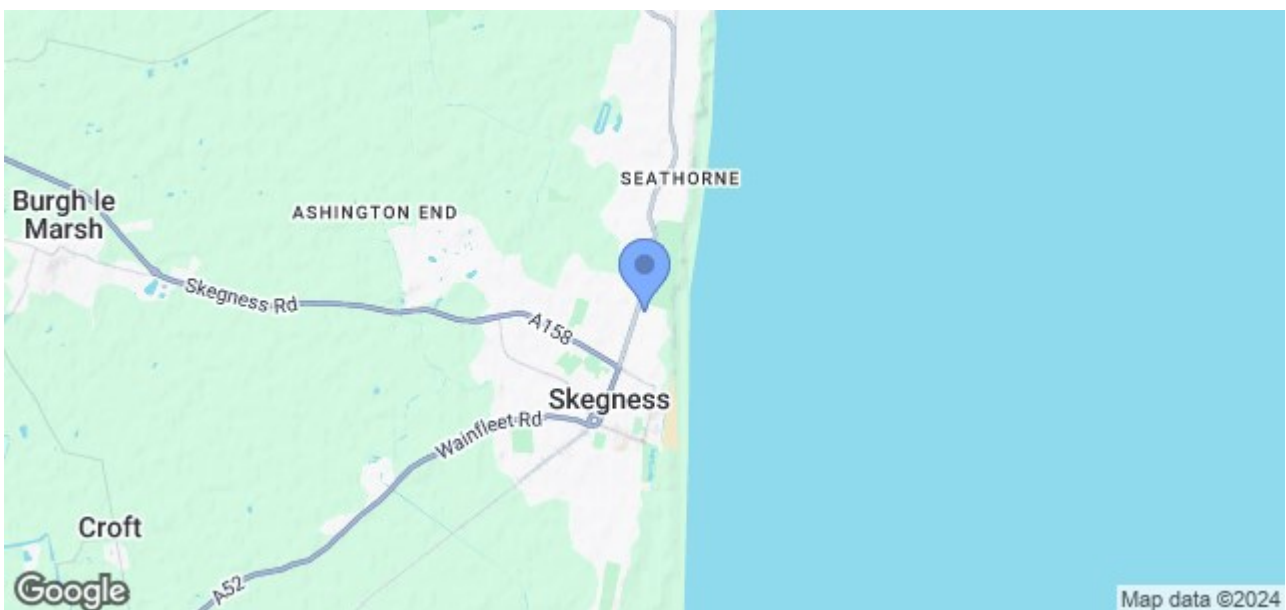 SEATHORNE
Burgh le
Marsh
ASHINGTON END
Skegness Rd
A158
Skegness
Wainfleet Rd
Croft
A52
Google
Map data ©2024